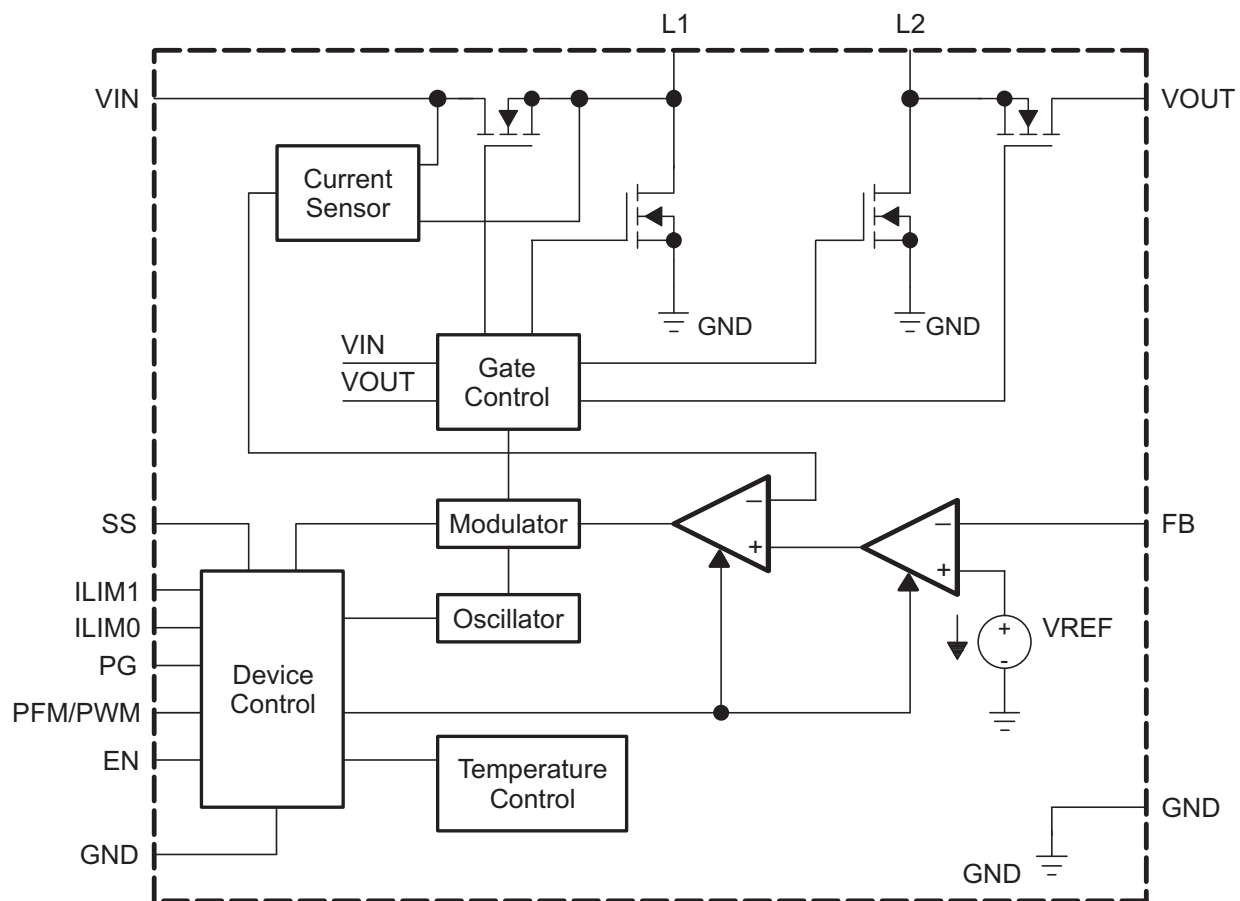 L1
L2
VIN
VOUT
Current
Sensor
GND
GND
VIN
VOUT
Gate
Control
SS
Modulator
−
+
−
+
FB
ILIM1
ILIM0
Oscillator
PG
Device
Control
+
-
VREF
PFM/PWM
EN
Temperature
Control
GND
GND
GND